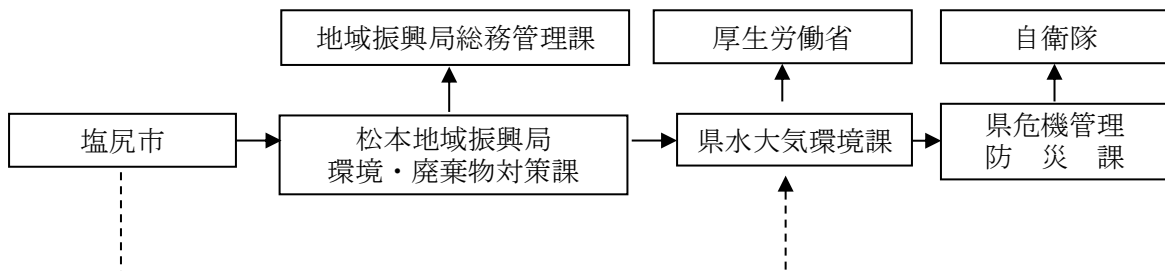 地域振興局総務管理課
厚生労働省
自衛隊
塩尻市
松本地域振興局
環境・廃棄物対策課
県水大気環境課
県危機管理
防 災 課